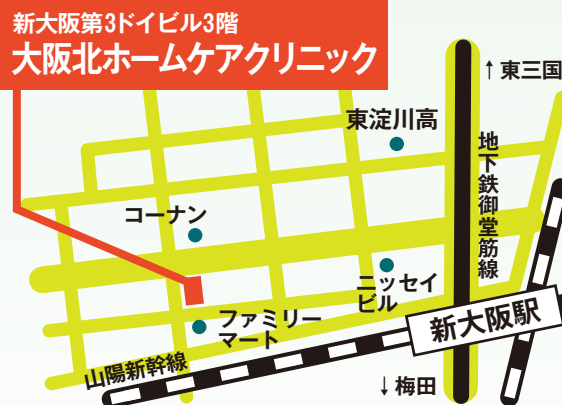 新大阪第3ドイビル3階
大阪北ホームケアクリニック
↑東三国
東淀川高
地下鉄御堂筋線
コーナン
ニッセイ
ビル
ファミリー
マート
新大阪駅
山陽新幹線
↓梅田